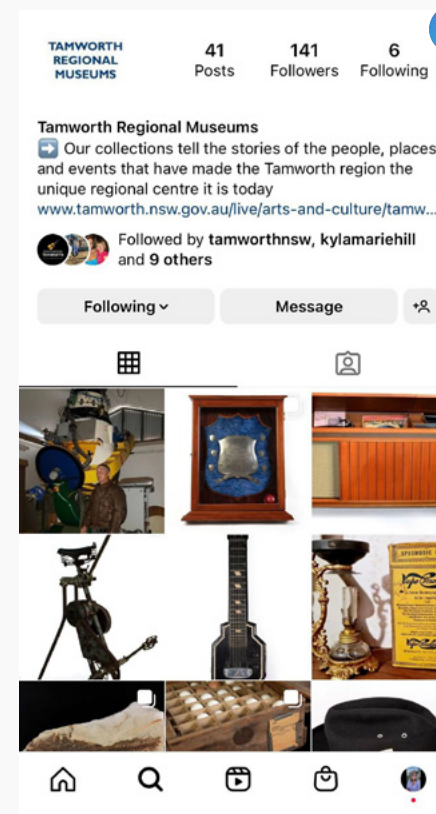 TAMWORTH
REGIONAL
MUSEUMS
41 141 6
Posts Followers Following
Tamworth Regional Museums
➡️ Our collections tell the stories of the people, places
and events that have made the Tamworth region the
unique regional centre it is today
www.tamworth.nsw.gov.au/live/arts-and-culture/tamw...
Followed by tamworthnsw, kylamariehill
and 9 others
Following Message